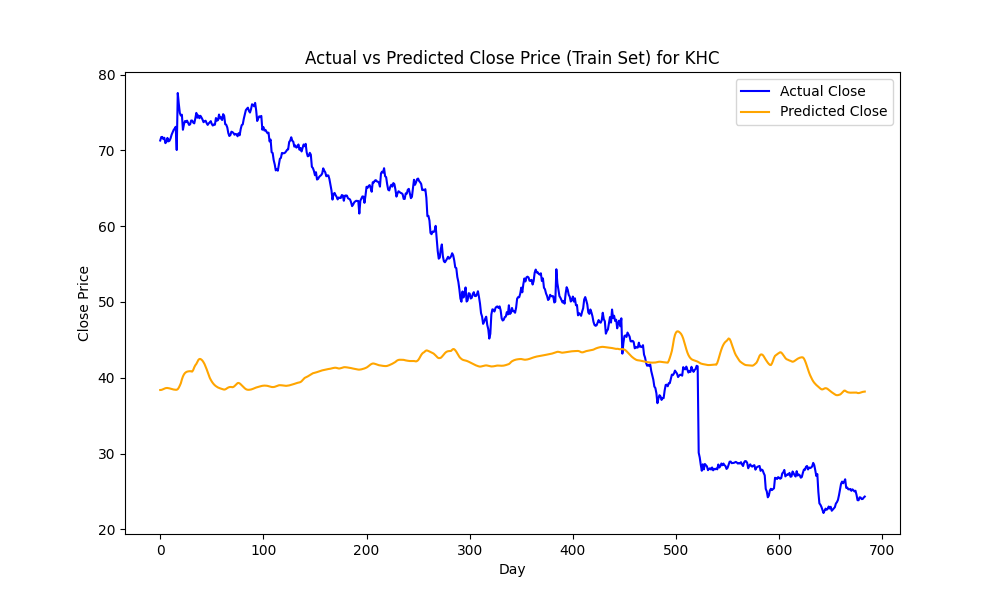 Actual vs Predicted Close Price (Train Set) for KHC
Actual Close
Predicted Close
Close Price
80
70
60
50
40
30
20
0 100 200 300 400 500 600 700
Day